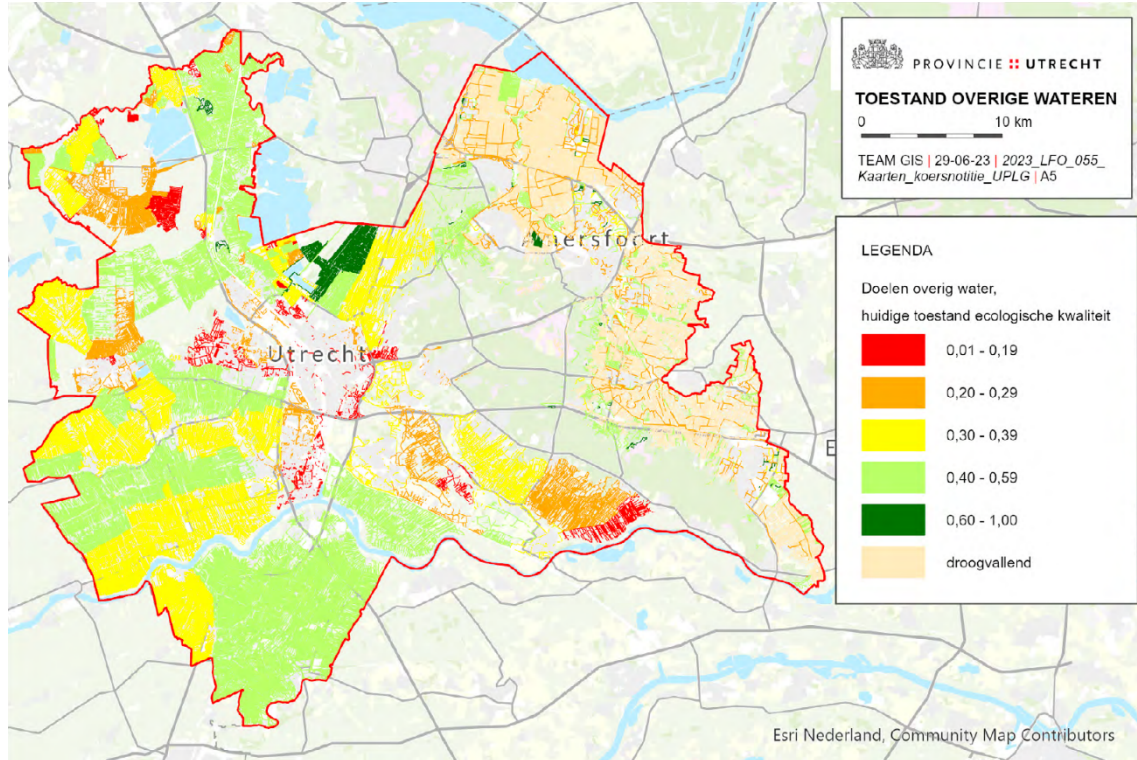 PROVINCIE :: UTRECHT
TOESTAND OVERIGE WATEREN
0 10 km
TEAM GIS | 29-06-23 | 2023_LFO_055_
Kaarten_koersnotitie_UPLG | A5
Amersfoort
Utrecht
E
LEGENDA
Doelen overig water,
huidige toestand ecologische kwaliteit
0,01 - 0,19
0,20 - 0,29
0,30 - 0,39
0,40 - 0,59
0,60 - 1,00
droogvallend
Esri Nederland, Community Map Contributors